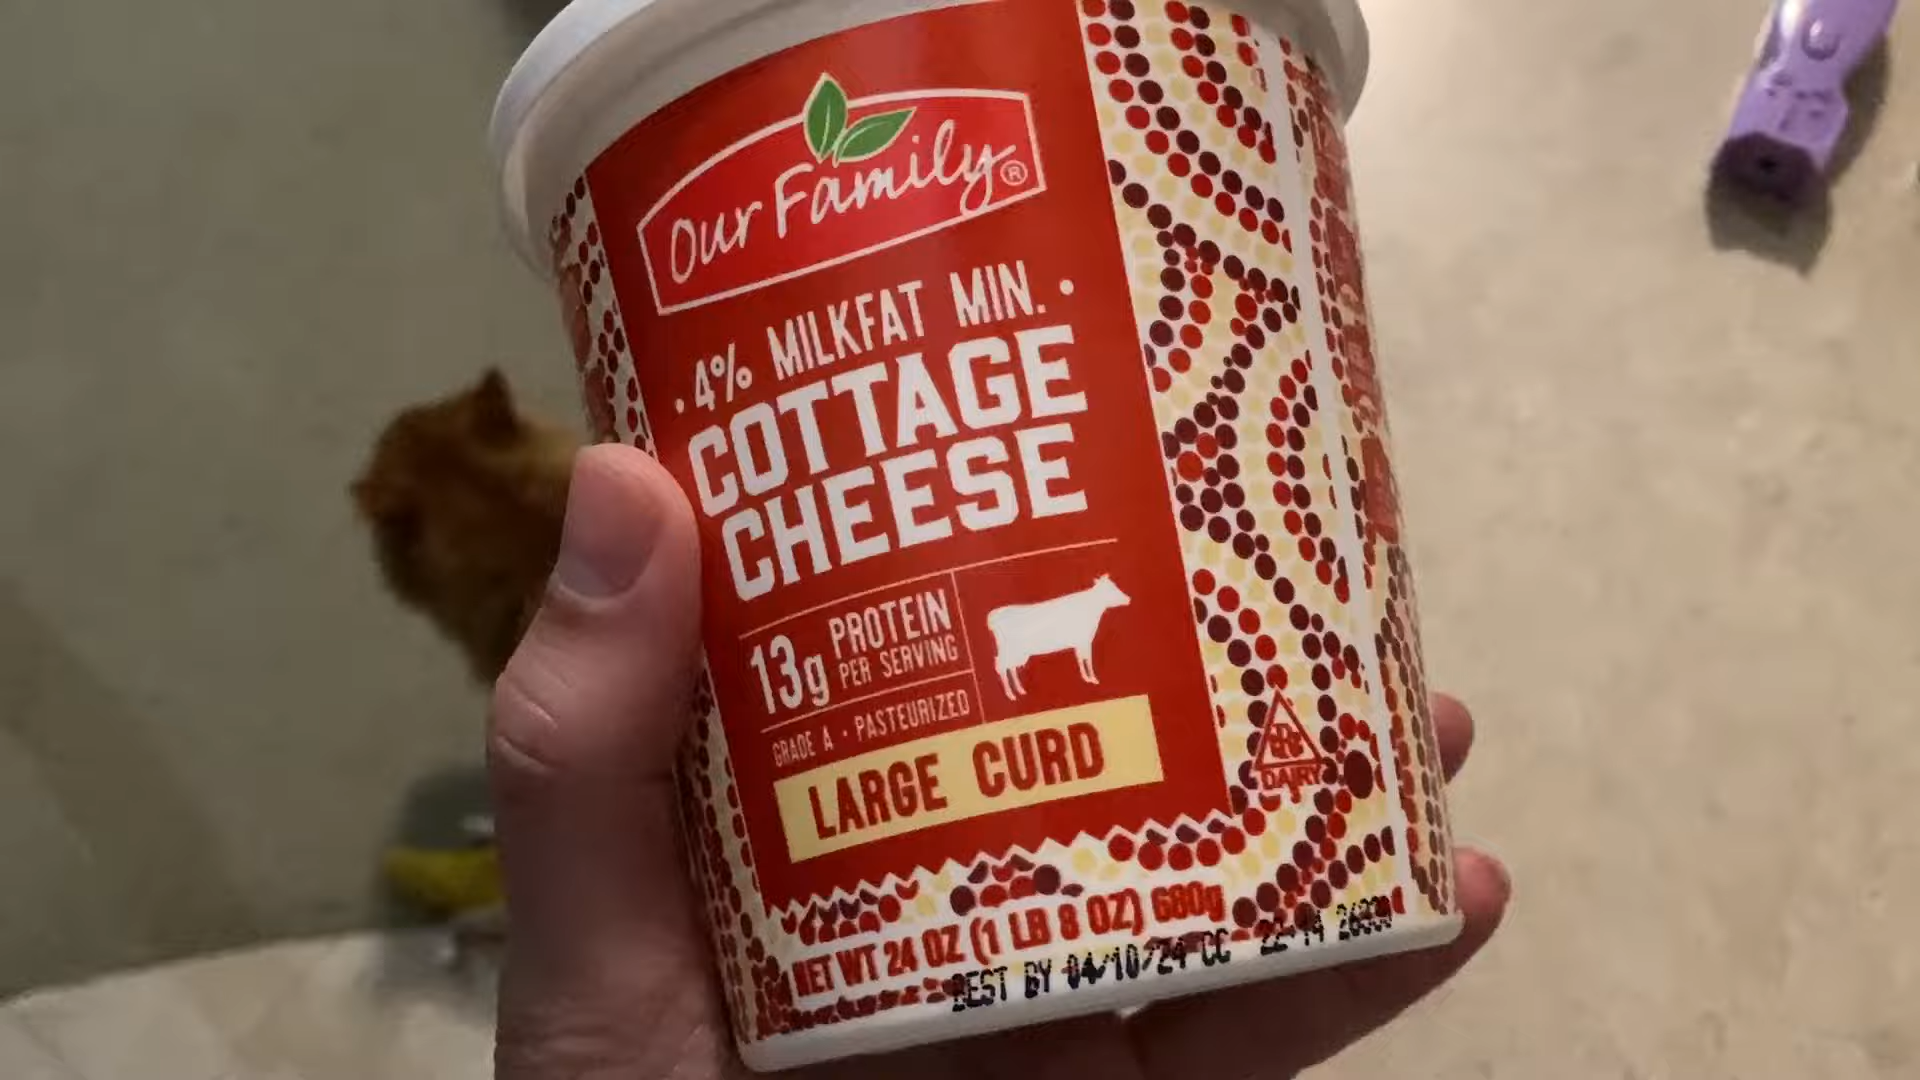 Our Family®
• 4% MILKFAT MIN. •
COTTAGE
CHEESE
13g PROTEIN
PER SERVING
GRADE A • PASTEURIZED
LARGE CURD
DAIRY
NET WT 24 OZ (1 LB 8 OZ) 680g
BEST BY 04/10/24 CC